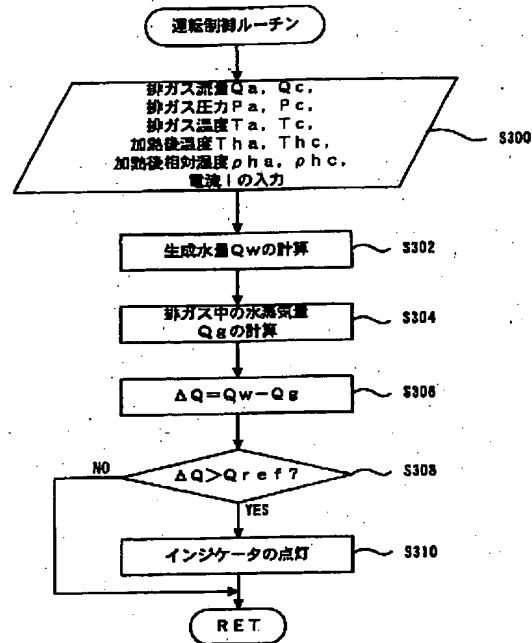 運転制御ルーチン
排ガス流量Qa, Qc,
排ガス圧力Pa, Pc,
排ガス温度Ta, Tc,
加熱後温度Tha, Thc,
加熱後相対湿度ρha, ρhc,
電流Iの入力
S300
生成水量Qwの計算
S302
排ガス中の水蒸気量
Qgの計算
S304
ΔQ=Qw-Qg
S306
ΔQ>Qref?
S308
NO
YES
インジケータの点灯
S310
RET